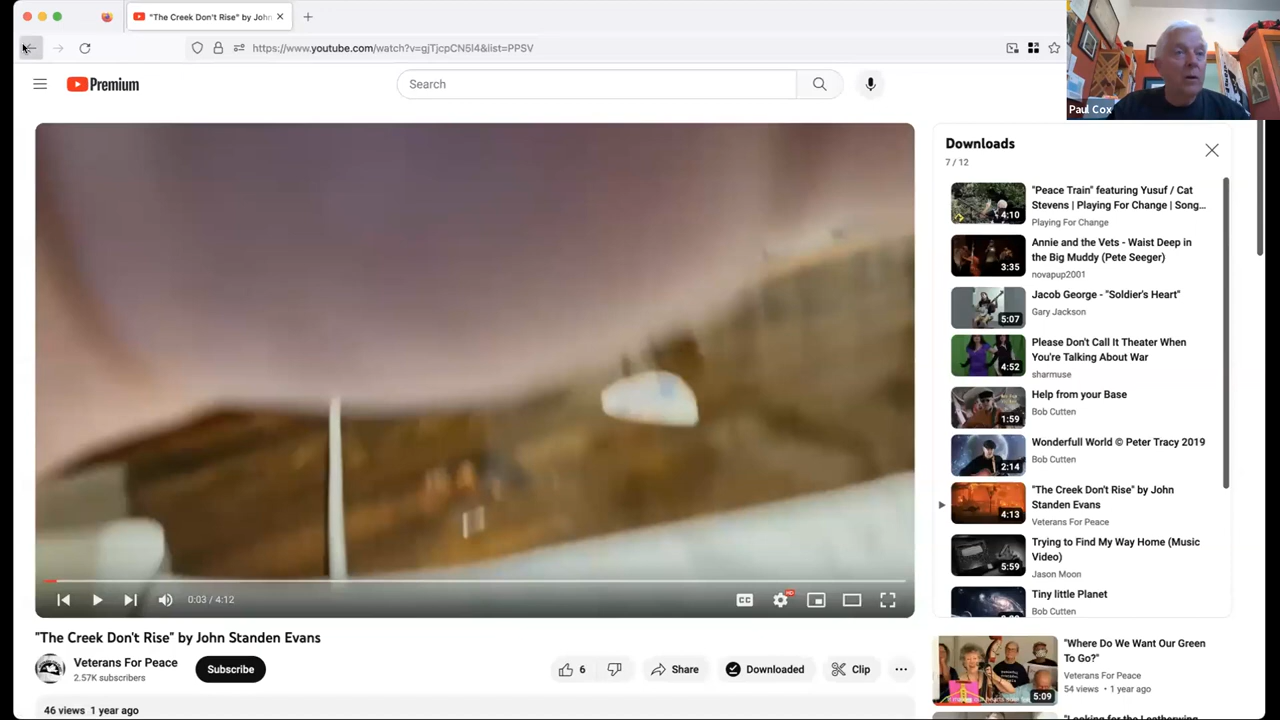 "The Creek Don't Rise" by John
https://www.youtube.com/watch?v=gjTjcpCN5l4&list=PPSV
Paul Cox
Premium
Search
Downloads
7 / 12
"Peace Train" featuring Yusuf / Cat
Stevens | Playing For Change | Song...
Playing For Change
4:10
Annie and the Vets - Waist Deep in
the Big Muddy (Pete Seeger)
novapup2001
3:35
Jacob George - "Soldier's Heart"
Gary Jackson
5:07
Please Don't Call It Theater When
You're Talking About War
sharmuse
4:52
Help from your Base
Bob Cutten
1:59
Wonderfull World © Peter Tracy 2019
Bob Cutten
2:14
"The Creek Don't Rise" by John
Standen Evans
Veterans For Peace
4:13
Trying to Find My Way Home (Music
Video)
Jason Moon
5:59
Tiny little Planet
Bob Cutten
0:03 / 4:12
CC
HD
"The Creek Don't Rise" by John Standen Evans
Veterans For Peace
2.57K subscribers
Subscribe
6
Share
Downloaded
Clip
46 views 1 year ago
"Where Do We Want Our Green
To Go?"
Veterans For Peace
54 views • 1 year ago
5:09